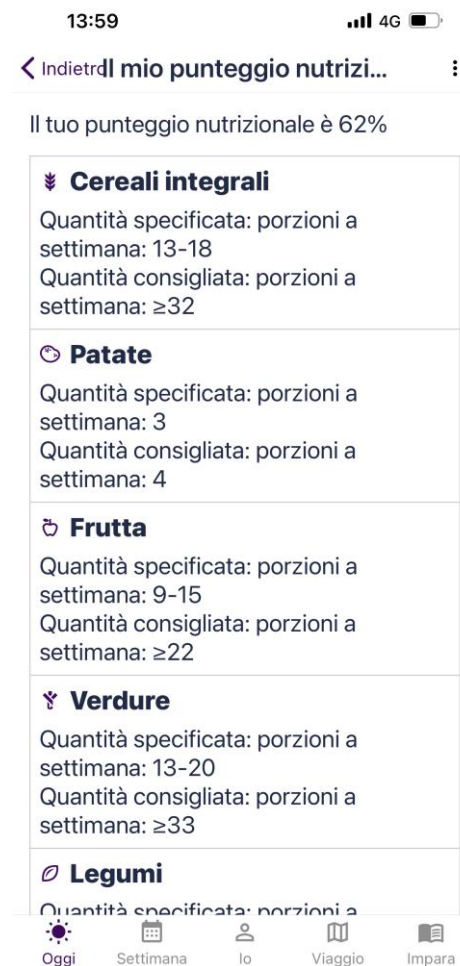 13:59
4G
Indietro
Il mio punteggio nutrizi...
Il tuo punteggio nutrizionale è 62%
Cereali integrali
Quantità specificata: porzioni a
settimana: 13-18
Quantità consigliata: porzioni a
settimana: ≥32
Patate
Quantità specificata: porzioni a
settimana: 3
Quantità consigliata: porzioni a
settimana: 4
Frutta
Quantità specificata: porzioni a
settimana: 9-15
Quantità consigliata: porzioni a
settimana: ≥22
Verdure
Quantità specificata: porzioni a
settimana: 13-20
Quantità consigliata: porzioni a
settimana: ≥33
Legumi
Quantità specificata: porzioni a
Oggi
Settimana
Io
Viaggio
Impara